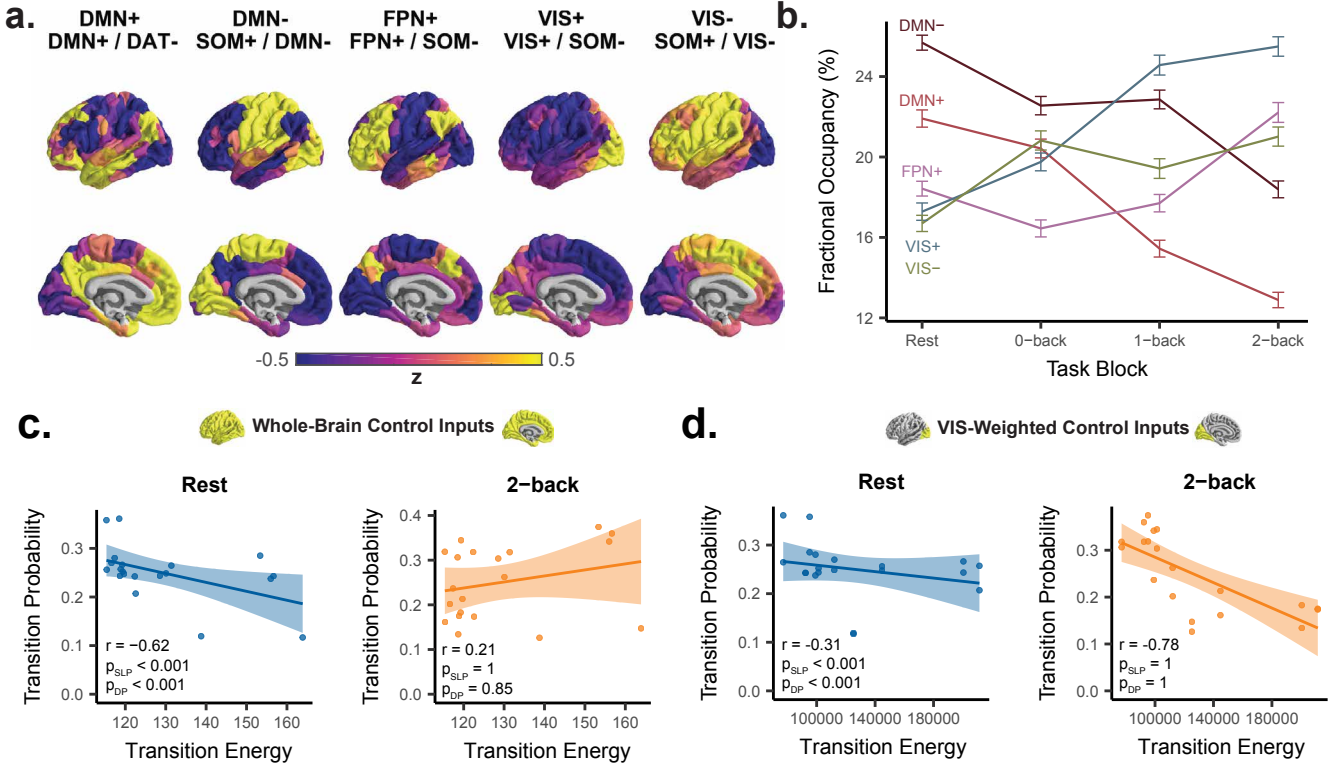 a.
DMN+
DMN+ / DAT-
DMN-
SOM+ / DMN-
FPN+
FPN+ / SOM-
VIS+
VIS+ / SOM-
VIS-
SOM+ / VIS-
-0.5
0.5
z
b.
Fractional Occupancy (%)
24
20
16
12
DMN−
DMN+
FPN+
VIS+
VIS−
Rest
0−back
1−back
2−back
Task Block
c.
Whole-Brain Control Inputs
Rest
Transition Probability
0.3
0.2
0.1
0.0
r = −0.62
pSLP < 0.001
pDP < 0.001
120
130
140
150
160
Transition Energy
2−back
Transition Probability
0.4
0.3
0.2
0.1
0.0
r = 0.21
pSLP = 1
pDP = 0.85
120
130
140
150
160
Transition Energy
d.
VIS-Weighted Control Inputs
Rest
Transition Probability
0.3
0.2
0.1
0.0
r = -0.31
pSLP < 0.001
pDP < 0.001
100000
140000
180000
Transition Energy
2−back
Transition Probability
0.3
0.2
0.1
0.0
r = -0.78
pSLP = 1
pDP = 1
100000
140000
180000
Transition Energy